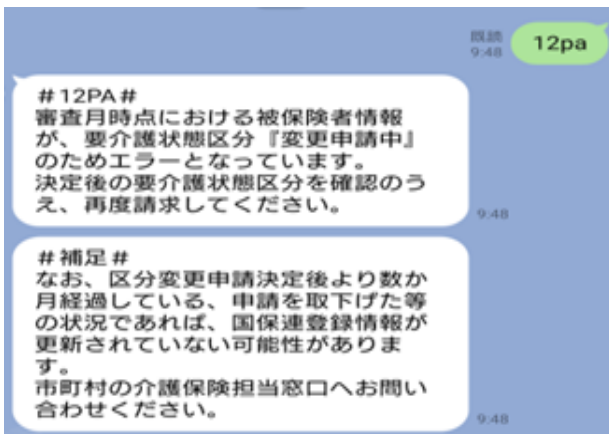 既読
9:48
12pa
#12PA#
審査月時点における被保険者情報
が、要介護状態区分『変更申請中』
のためエラーとなっています。
決定後の要介護状態区分を確認のう
え、再度請求してください。
9:48
#補足#
なお、区分変更申請決定後より数か
月経過している、申請を取下げた等
の状況であれば、国保連登録情報が
更新されていない可能性がありま
す。
市町村の介護保険担当窓口へお問い
合わせください。
9:48